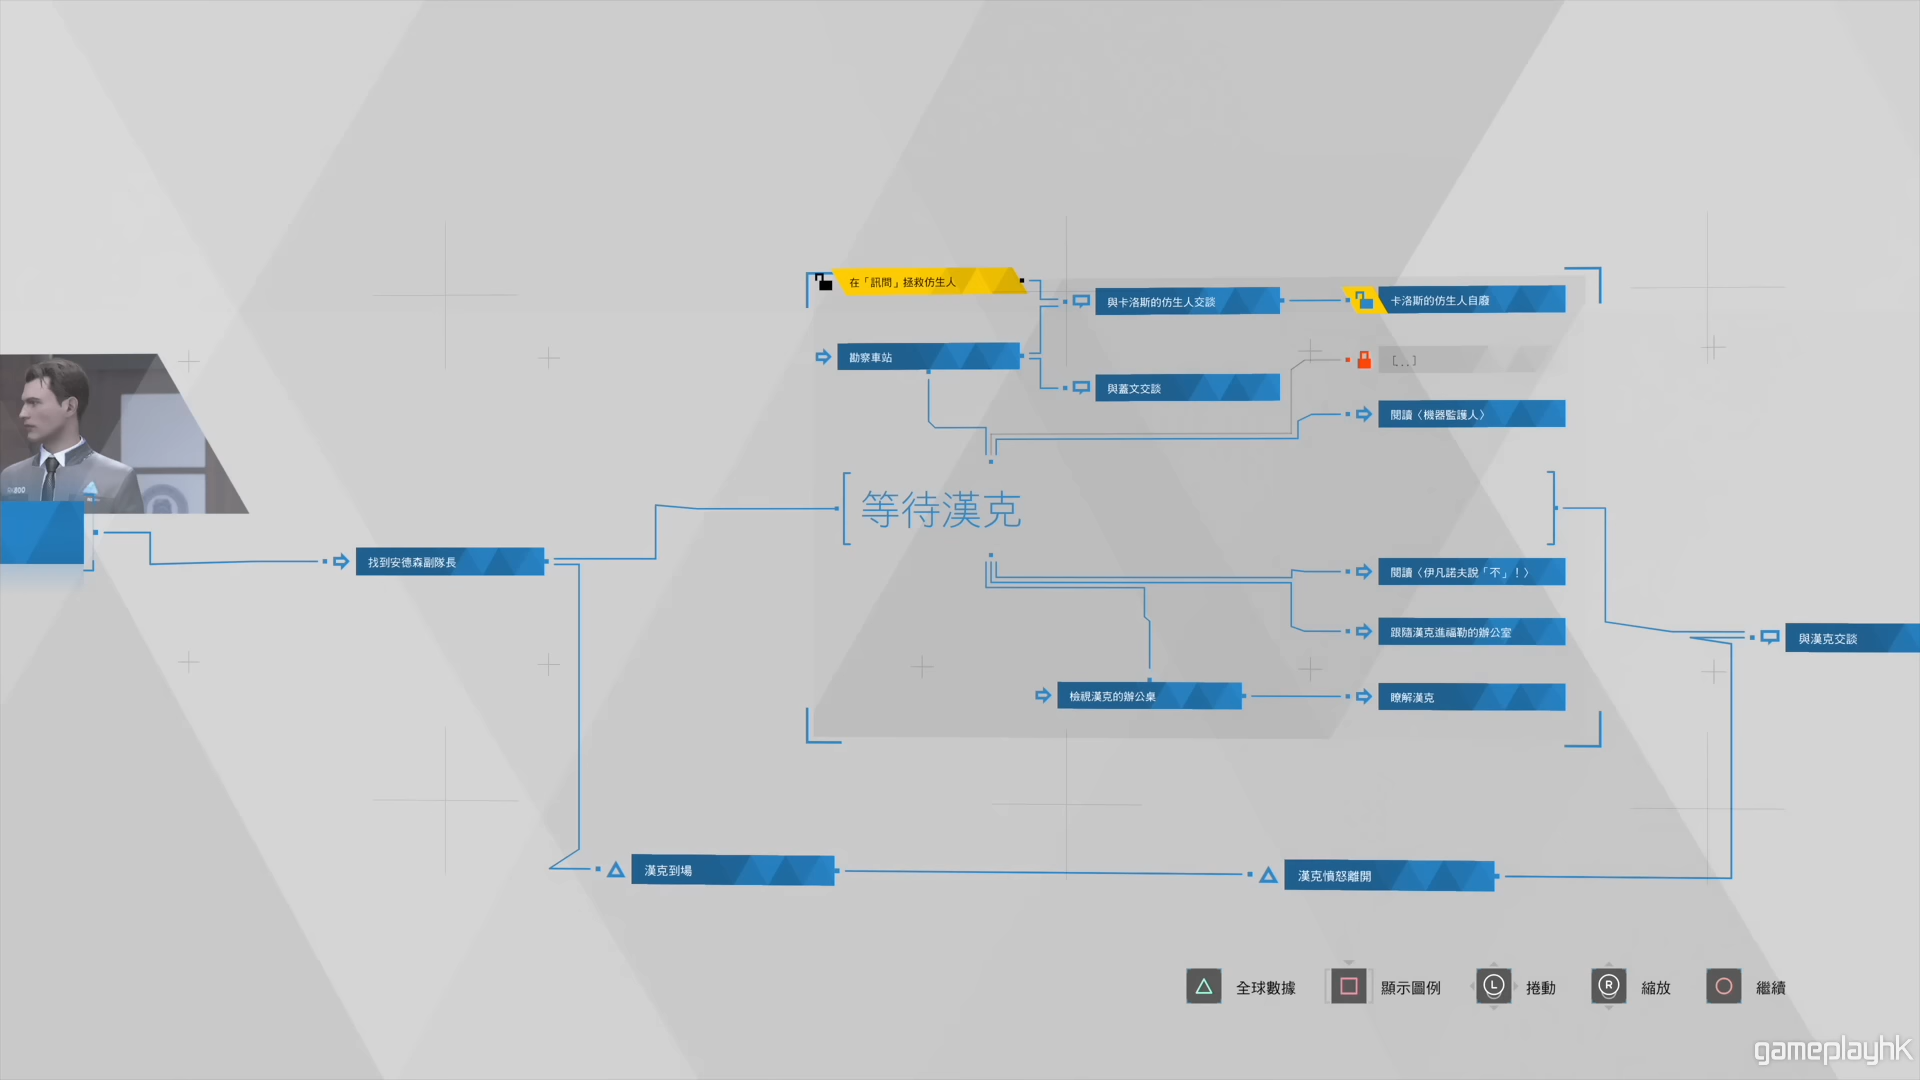 在「訊問」拯救仿生人
與卡洛斯的仿生人交談
卡洛斯的仿生人自廢
勘察車站
[...]
與蓋文交談
閱讀〈機器監護人〉
等待漢克
找到安德森副隊長
閱讀〈伊凡諾夫說「不」！〉
跟隨漢克進福勒的辦公室
與漢克交談
檢視漢克的辦公桌
瞭解漢克
漢克到場
漢克憤怒離開
全球數據
顯示圖例
L
捲動
R
縮放
繼續
gameplayhk